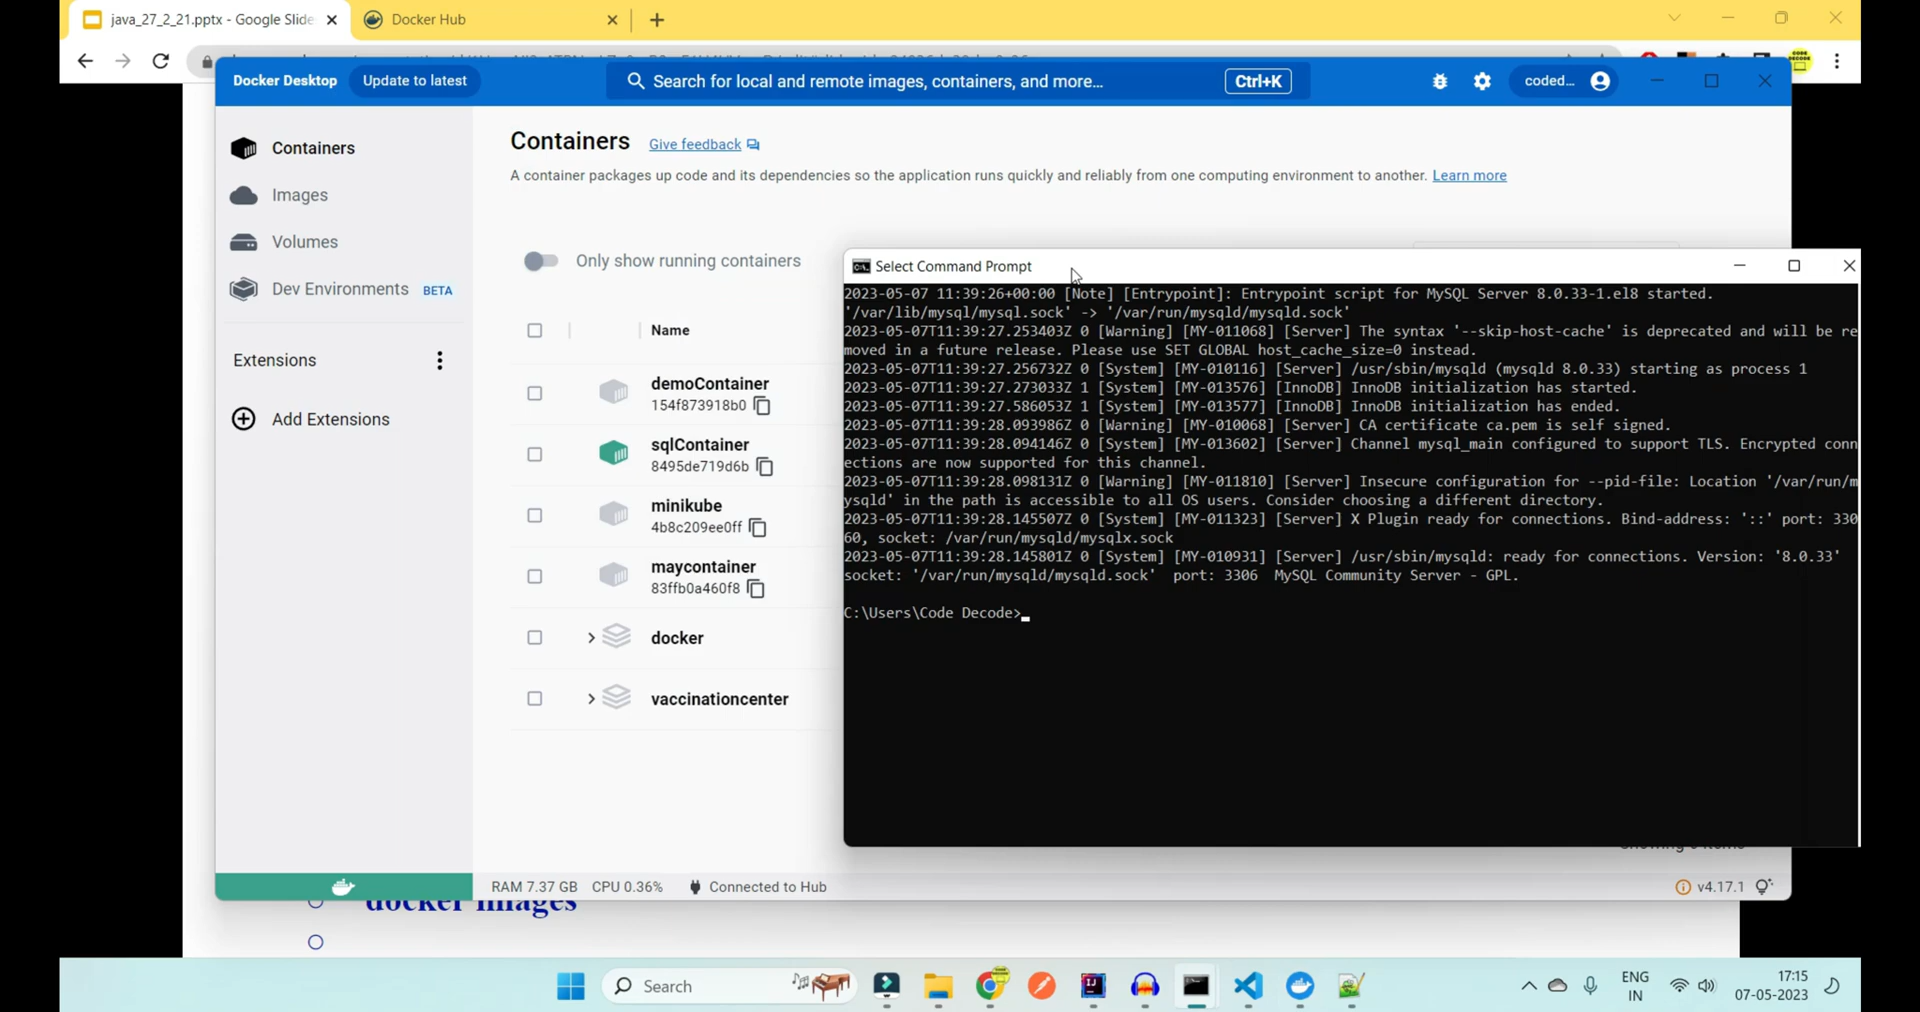 java_27_2_21.pptx - Google Slide
Docker Hub
Docker Desktop
Update to latest
Search for local and remote images, containers, and more...
Ctrl+K
coded...
Containers
Images
Volumes
Dev Environments BETA
Extensions
Add Extensions
Containers
Give feedback
A container packages up code and its dependencies so the application runs quickly and reliably from one computing environment to another. Learn more
Only show running containers
Name
demoContainer
154f873918b0
sqlContainer
8495de719d6b
minikube
4b8c209ee0ff
maycontainer
83ffb0a460f8
docker
vaccinationcenter
Select Command Prompt
2023-05-07 11:39:26+00:00 [Note] [Entrypoint]: Entrypoint script for MySQL Server 8.0.33-1.el8 started.
'/var/lib/mysql/mysql.sock' -> '/var/run/mysqld/mysqld.sock'
2023-05-07T11:39:27.253403Z 0 [Warning] [MY-011068] [Server] The syntax '--skip-host-cache' is deprecated and will be re
moved in a future release. Please use SET GLOBAL host_cache_size=0 instead.
2023-05-07T11:39:27.256732Z 0 [System] [MY-010116] [Server] /usr/sbin/mysqld (mysqld 8.0.33) starting as process 1
2023-05-07T11:39:27.273033Z 1 [System] [MY-013576] [InnoDB] InnoDB initialization has started.
2023-05-07T11:39:27.586053Z 1 [System] [MY-013577] [InnoDB] InnoDB initialization has ended.
2023-05-07T11:39:28.093986Z 0 [Warning] [MY-010068] [Server] CA certificate ca.pem is self signed.
2023-05-07T11:39:28.094146Z 0 [System] [MY-013602] [Server] Channel mysql_main configured to support TLS. Encrypted conn
ections are now supported for this channel.
2023-05-07T11:39:28.098131Z 0 [Warning] [MY-011810] [Server] Insecure configuration for --pid-file: Location '/var/run/m
ysqld' in the path is accessible to all OS users. Consider choosing a different directory.
2023-05-07T11:39:28.145507Z 0 [System] [MY-011323] [Server] X Plugin ready for connections. Bind-address: '::' port: 330
60, socket: /var/run/mysqld/mysqlx.sock
2023-05-07T11:39:28.145801Z 0 [System] [MY-010931] [Server] /usr/sbin/mysqld: ready for connections. Version: '8.0.33'
socket: '/var/run/mysqld/mysqld.sock'  port: 3306  MySQL Community Server - GPL.
C:\Users\Code Decode>
RAM 7.37 GB CPU 0.36% Connected to Hub
v4.17.1
docker images
Search
ENG
IN
17:15
07-05-2023